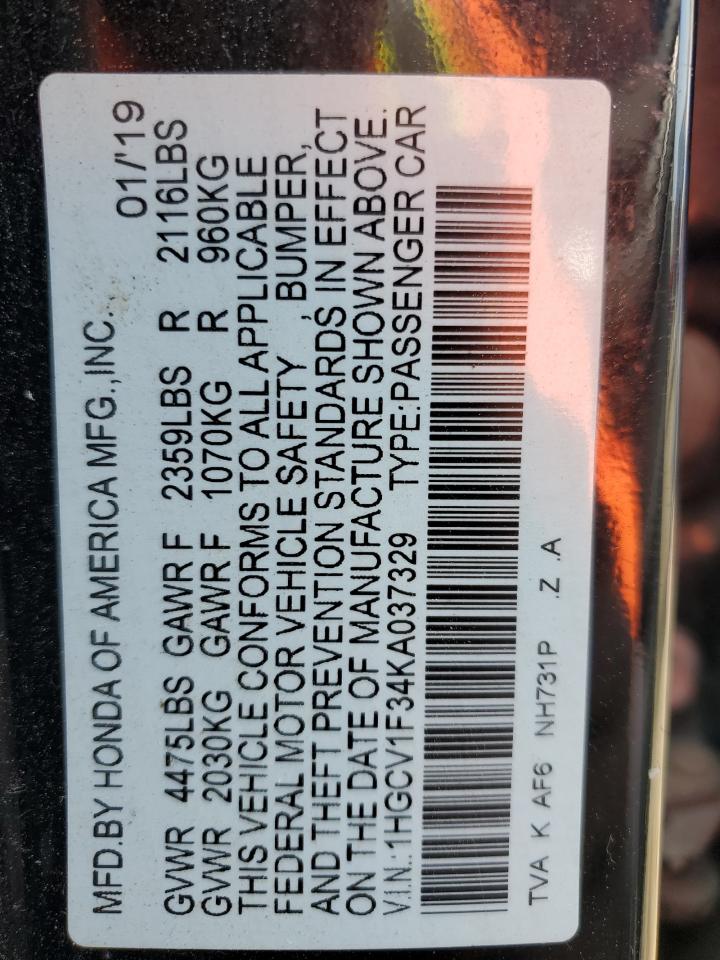 MFD.BY HONDA OF AMERICA MFG.,INC. 01/'19
GVWR 4475LBS GAWR F 2359LBS R 2116LBS
GVWR 2030KG GAWR F 1070KG R 960KG
THIS VEHICLE CONFORMS TO ALL APPLICABLE
FEDERAL MOTOR VEHICLE SAFETY , BUMPER,
AND THEFT PREVENTION STANDARDS IN EFFECT
ON THE DATE OF MANUFACTURE SHOWN ABOVE.
V.I.N.:1HGCV1F34KA037329 TYPE:PASSENGER CAR
TVA K AF6 NH731P .Z .A